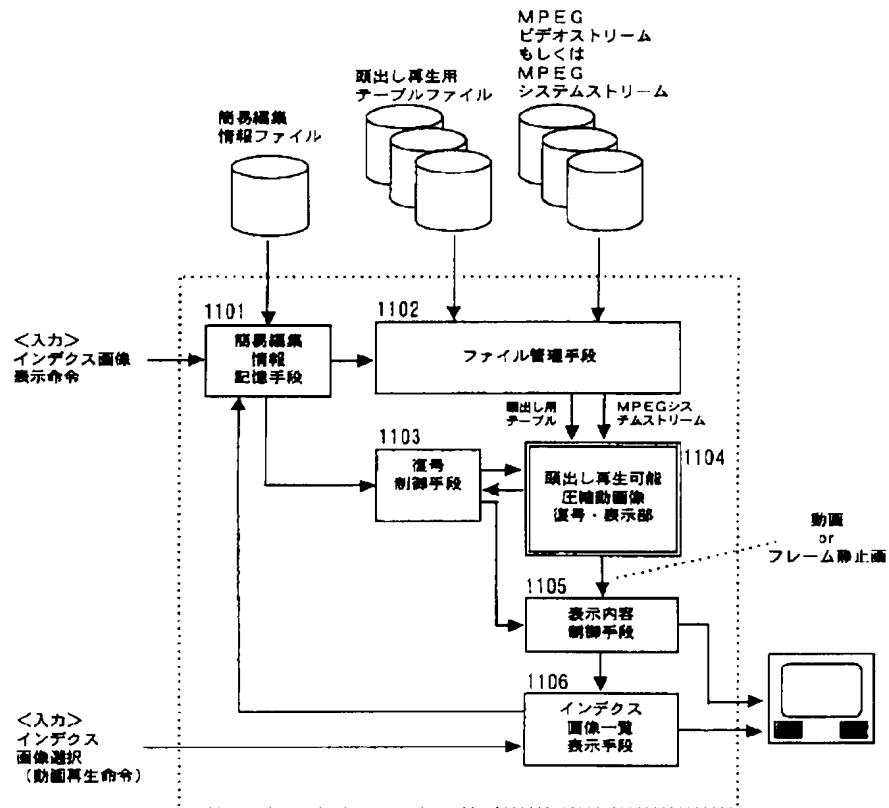 MPEG
ビデオストリーム
もしくは
MPEG
システムストリーム
頭出し再生用
テーブルファイル
簡易編集
情報ファイル
1101
簡易編集
情報
記憶手段
1102
ファイル管理手段
＜入力＞
インデクス画像
表示命令
頭出し用
テーブル
MPEGシス
テムストリーム
1103
復号
制御手段
1104
頭出し再生可能
圧縮動画像
復号・表示部
動画
or
フレーム静止画
1105
表示内容
制御手段
1106
インデクス
画像一覧
表示手段
＜入力＞
インデクス
画像選択
（動画再生命令）